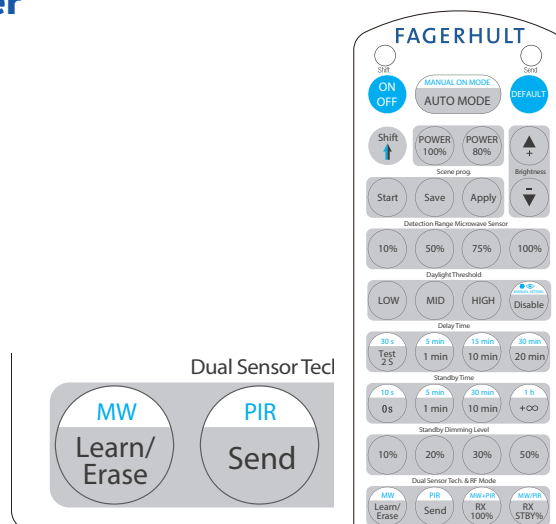 er
FAGERHULT
Shift
Send
ON
OFF
MANUAL ON MODE
AUTO MODE
DEFAULT
Shift
POWER
100%
POWER
80%
+
Scene prog.
Brightness
Start
Save
Apply
-
Detection Range Microwave Sensor
10%
50%
75%
100%
Daylight Threshold
LOW
MID
HIGH
Disable
Delay Time
30 s
Test
2 S
5 min
1 min
15 min
10 min
30 min
20 min
Standby Time
10 s
0 s
5 min
1 min
30 min
10 min
1 h
+∞
Standby Dimming Level
10%
20%
30%
50%
Dual Sensor Tech. & RF Mode
MW
Learn/
Erase
PIR
Send
MW+PIR
RX
100%
MW/PIR
RX
STBY%
Dual Sensor Tec
MW
Learn/
Erase
PIR
Send